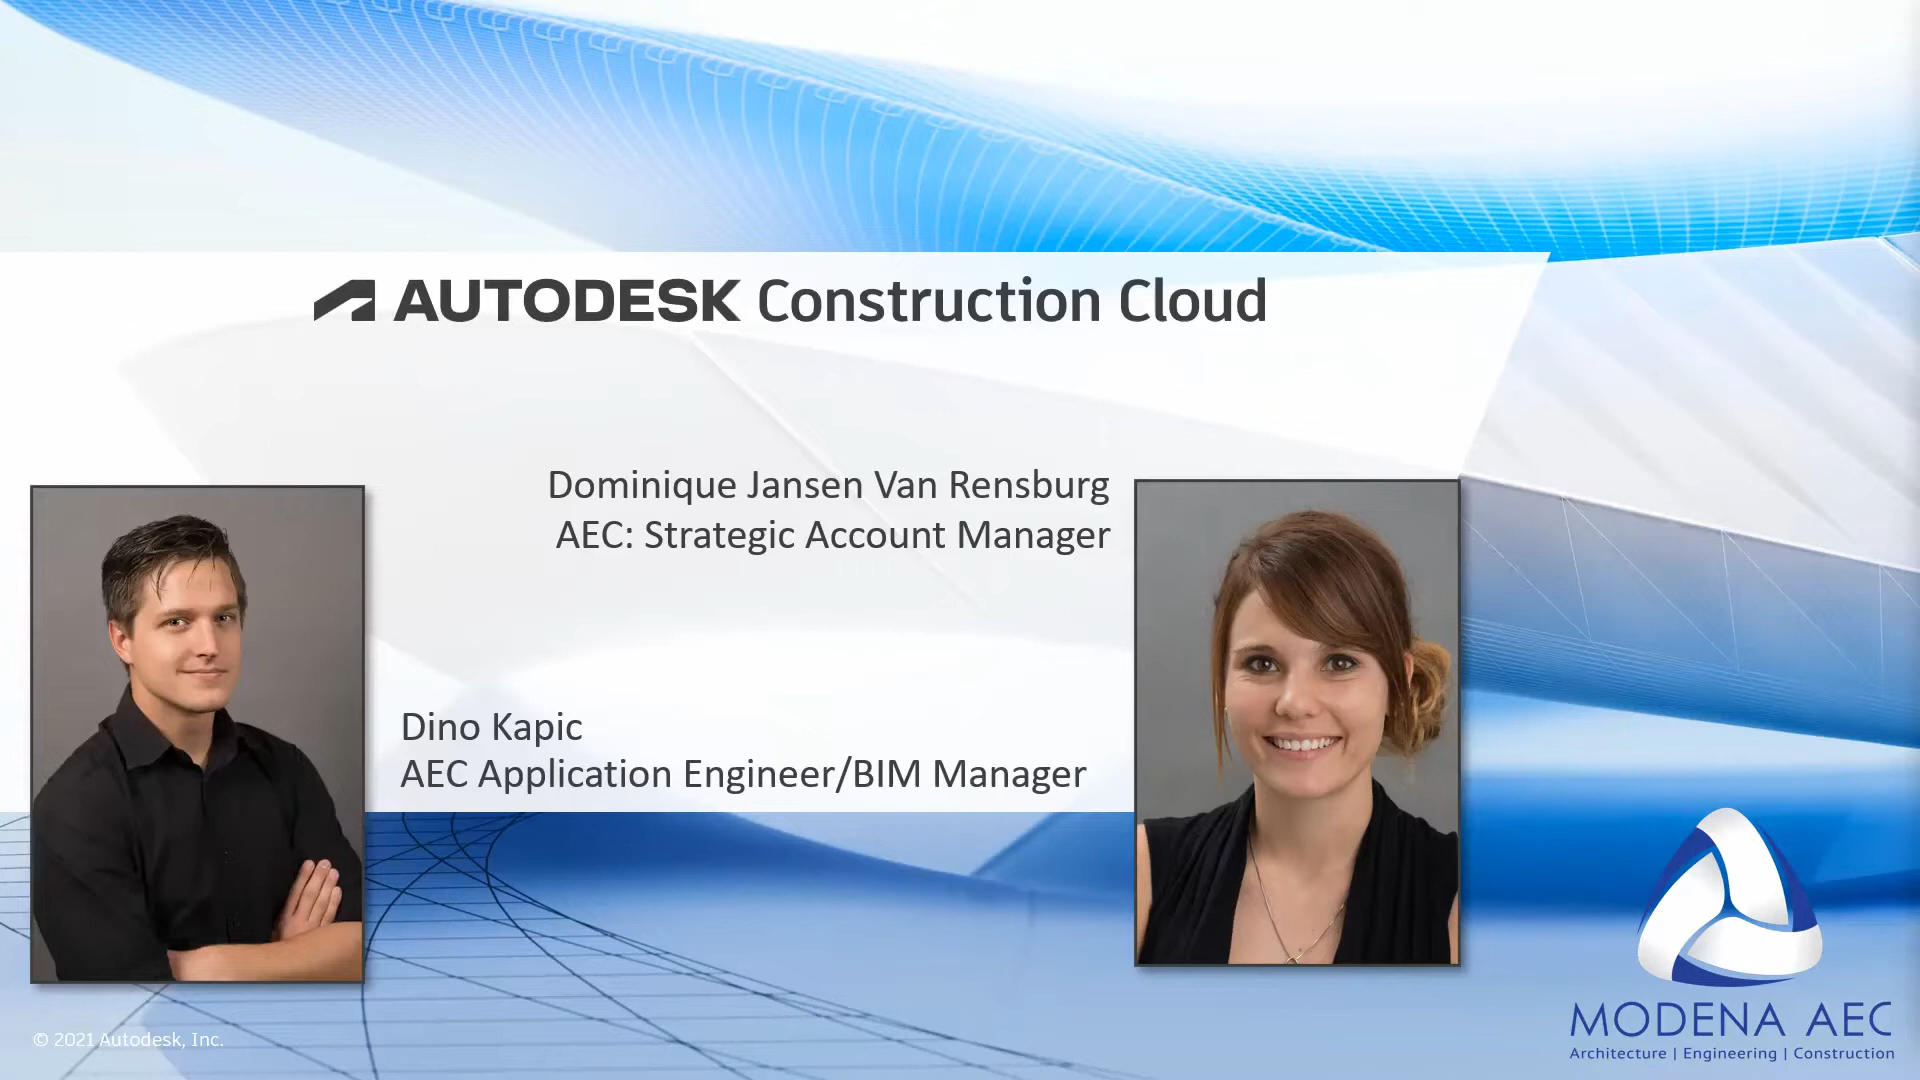 AUTODESK Construction Cloud
Dominique Jansen Van Rensburg
AEC: Strategic Account Manager
Dino Kapic
AEC Application Engineer/BIM Manager
© 2021 Autodesk, Inc.
MODENA AEC
Architecture | Engineering | Construction